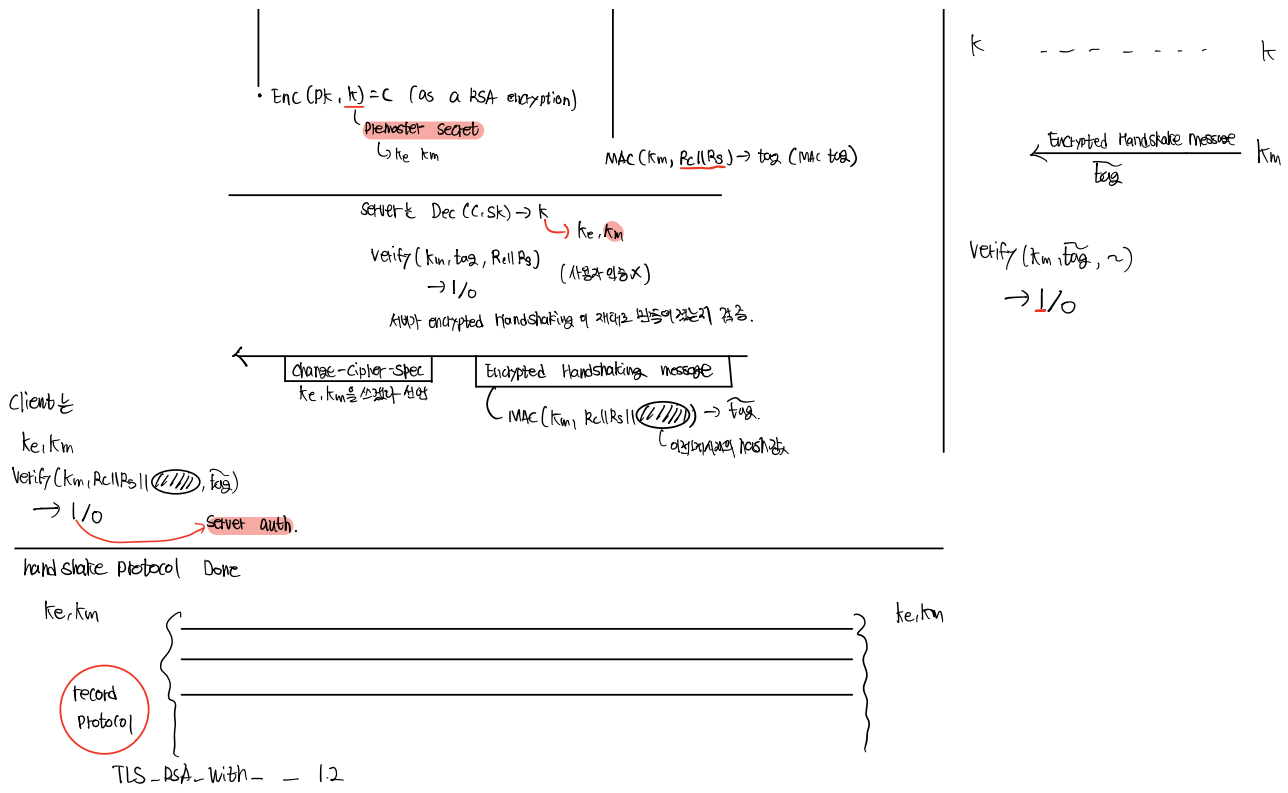 • Enc (Pk, k) = C (as a RSA encryption)
Premaster secret
ke km
MAC (km, Rc||Rs) → tag (MAC tag)
server는 Dec (C, sk) → k
ke, km
Verify (km, tag, Rc||Rs)
(사용자 인증 X)
→ 1/0
서버가 encrypted Handshaking 이 제대로 만들어졌는지 검증.
Change-Cipher-Spec
Encrypted Handshaking message
ke, km을 쓰겠다 선언
MAC (km, Rc||Rs|| ) → tag.
이전메시지의 hash값
Client는
ke, km
Verify (km, Rc||Rs|| , tag)
→ 1/0
Server auth.
handshake Protocol Done
ke, km
ke, km
record
Protocol
TLS_RSA_With_ _ 1.2
k - - - - - - - k
Encrypted Handshake message
km
tag
Verify (km, tag, ~)
→ 1/0